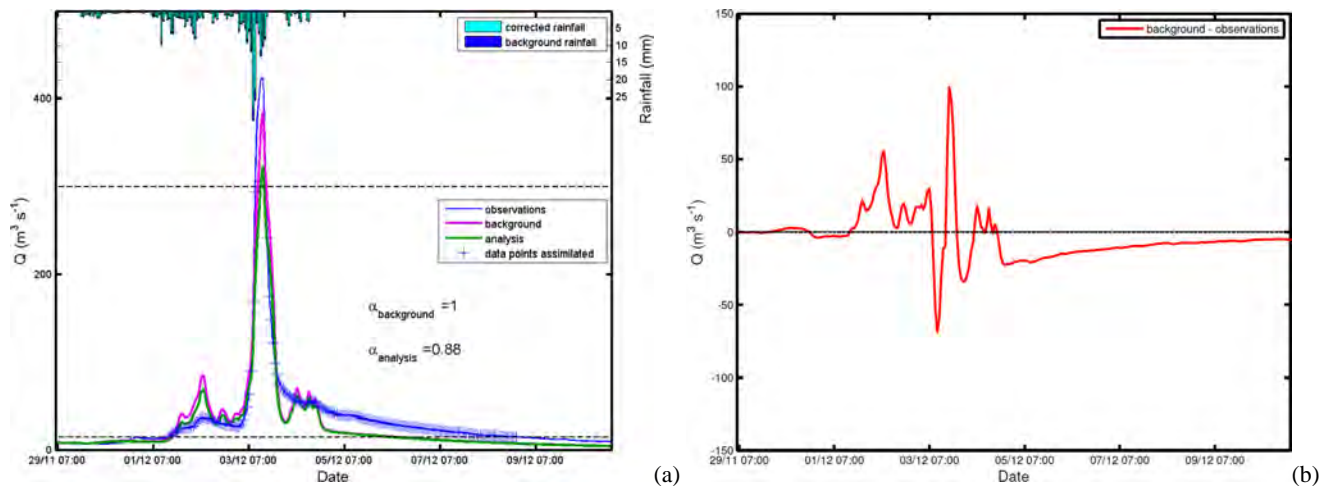 corrected rainfall
background rainfall
5
10
15
20
25
Rainfall (mm)
400
200
0
Q (m³ s⁻¹)
observations
background
analysis
data points assimilated
α background =1
α analysis =0.88
29/11 07:00 01/12 07:00 03/12 07:00 05/12 07:00 07/12 07:00 09/12 07:00
Date
(a)
background - observations
150
100
50
0
-50
-100
-150
Q (m³ s⁻¹)
29/11 07:00 01/12 07:00 03/12 07:00 05/12 07:00 07/12 07:00 09/12 07:00
Date
(b)